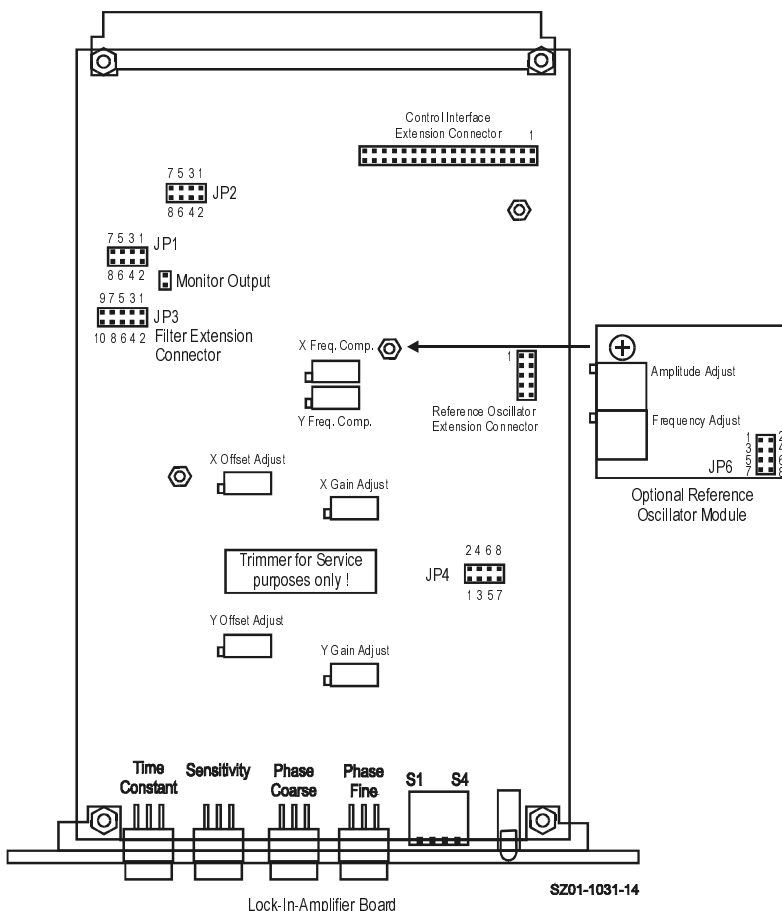 Control Interface
Extension Connector
1
7 5 3 1
JP2
8 6 4 2
7 5 3 1
JP1
8 6 4 2
Monitor Output
9 7 5 3 1
JP3
10 8 6 4 2
Filter Extension
Connector
X Freq. Comp.
Y Freq. Comp.
1
Reference Oscillator
Extension Connector
Amplitude Adjust
Frequency Adjust
1 2
3 4
5 6
7 8
JP6
Optional Reference
Oscillator Module
X Offset Adjust
X Gain Adjust
Trimmer for Service
purposes only !
2 4 6 8
JP4
1 3 5 7
Y Offset Adjust
Y Gain Adjust
Time
Constant
Sensitivity
Phase
Coarse
Phase
Fine
S1 S4
SZ01-1031-14
Lock-In-Amplifier Board